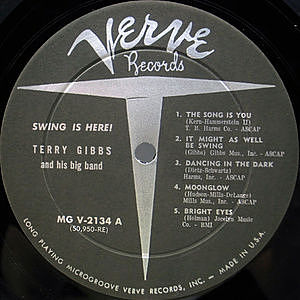 Verve
Records
SWING IS HERE!
TERRY GIBBS
and his big band
MG V-2134 A
(50,950-RE)
1. THE SONG IS YOU
(Kern-Hammerstein II)
T. B. Harms Co. - ASCAP
2. IT MIGHT AS WELL
BE SWING
(Gibbs) Gibbs Mus., Inc. - ASCAP
3. DANCING IN THE DARK
(Dietz-Schwartz)
Harms, Inc. - ASCAP
4. MOONGLOW
(Hudson-Mills-DeLange)
Mills Mus., Inc. - ASCAP
5. BRIGHT EYES
(Holman) Jaclyn Music
Co. - BMI
LONG PLAYING MICROGROOVE VERVE RECORDS, INC. - MADE IN U.S.A.